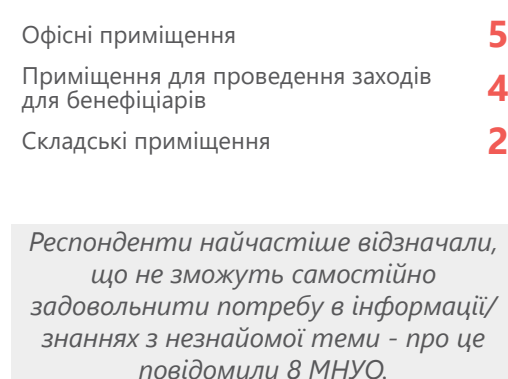 Офісні приміщення 5
Приміщення для проведення заходів
для бенефіціарів 4
Складські приміщення 2
Респонденти найчастіше відзначали,
що не зможуть самостійно
задовольнити потребу в інформації/
знаннях з незнайомої теми - про це
повідомили 8 МНУО.